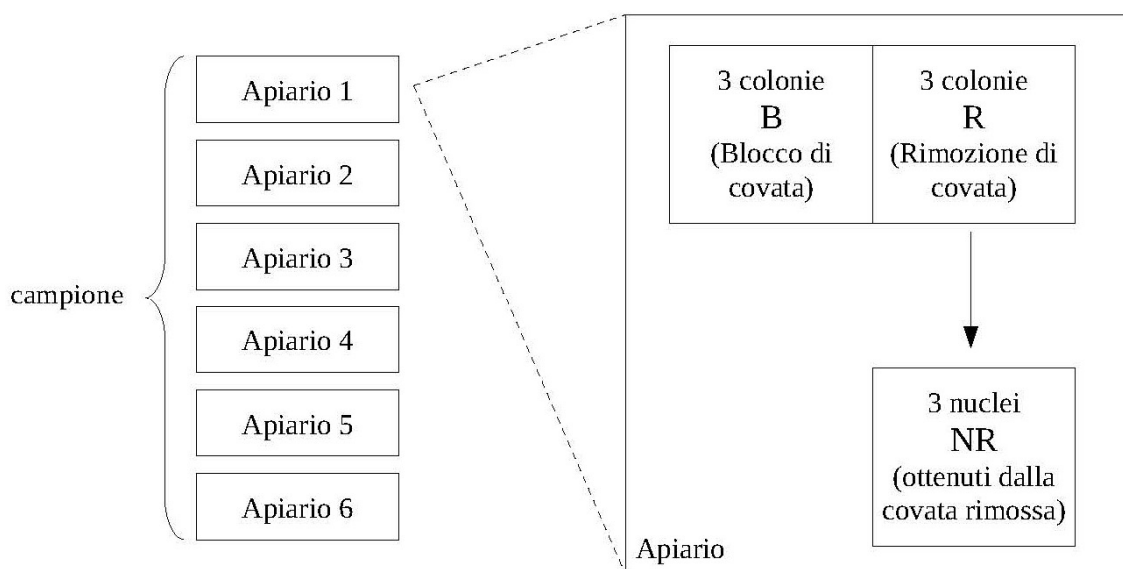 campione
Apiario 1
Apiario 2
Apiario 3
Apiario 4
Apiario 5
Apiario 6
3 colonie
B
(Blocco di
covata)
3 colonie
R
(Rimozione di
covata)
3 nuclei
NR
(ottenuti dalla
covata rimossa)
Apiario